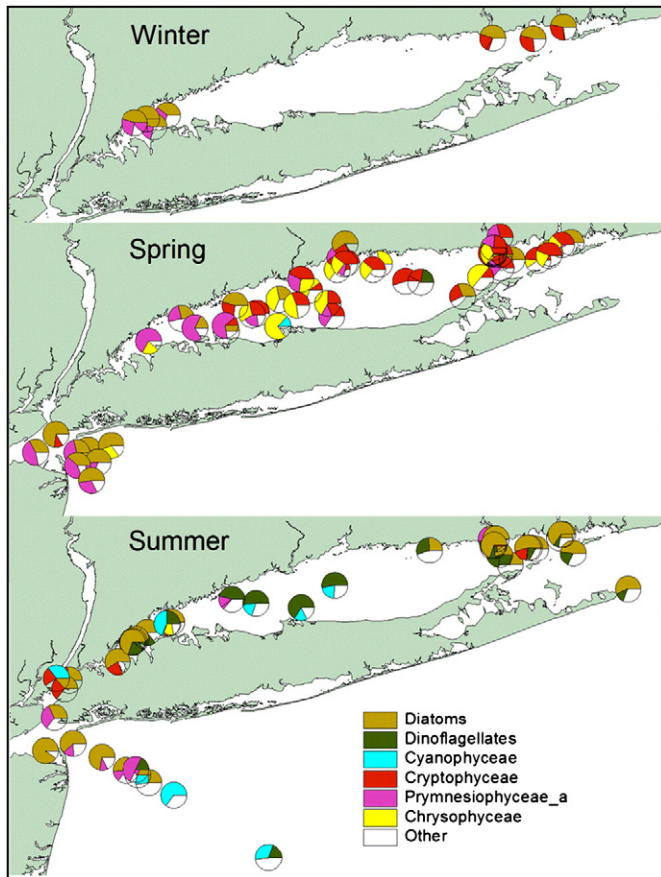 Winter
Spring
Summer
Diatoms
Dinoflagellates
Cyanophyceae
Cryptophyceae
Prymnesiophyceae_a
Chrysophyceae
Other